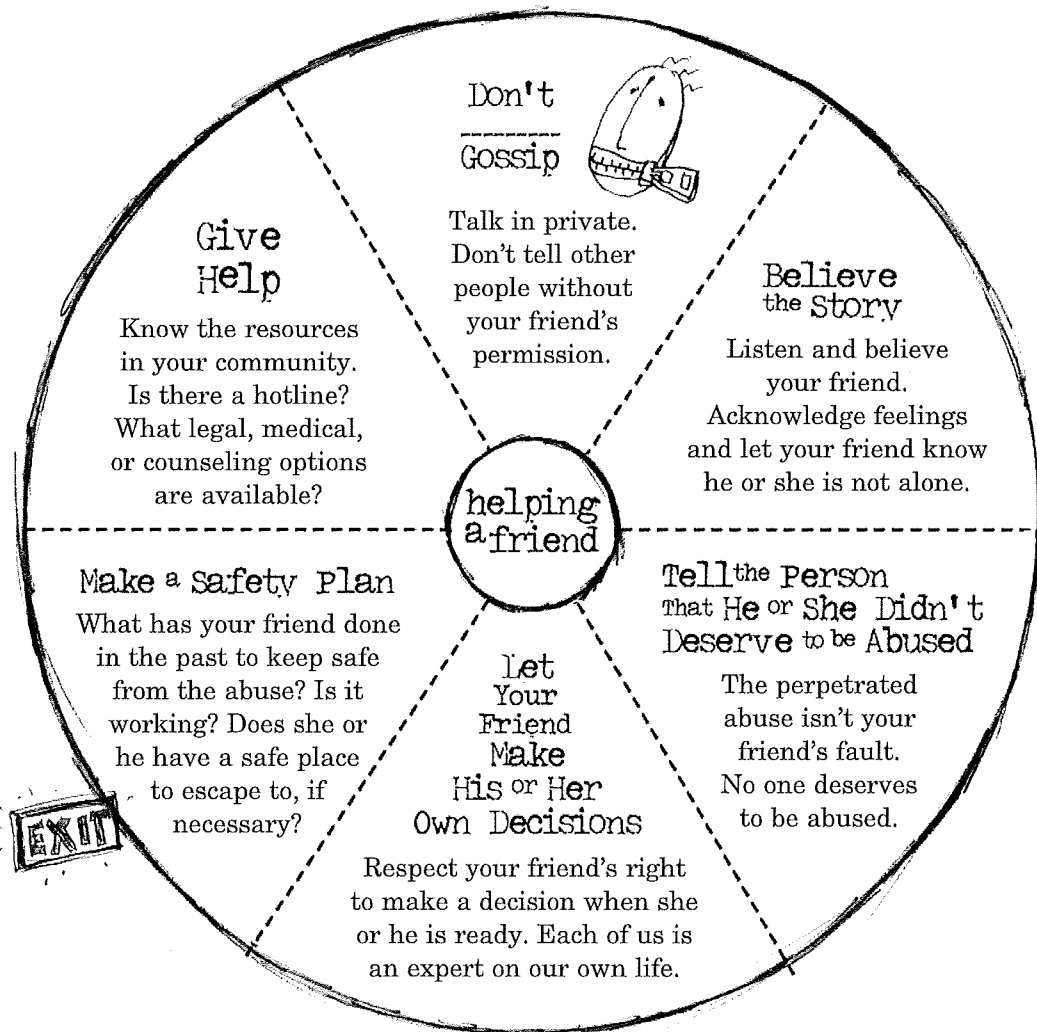 Don't
Gossip
Talk in private.
Don't tell other
people without
your friend's
permission.
Believe
the Story
Listen and believe
your friend.
Acknowledge feelings
and let your friend know
he or she is not alone.
Tell the Person
That He or She Didn't
Deserve to be Abused
The perpetrated
abuse isn't your
friend's fault.
No one deserves
to be abused.
Let
Your
Friend
Make
His or Her
Own Decisions
Respect your friend's right
to make a decision when she
or he is ready. Each of us is
an expert on our own life.
Make a Safety Plan
What has your friend done
in the past to keep safe
from the abuse? Is it
working? Does she or
he have a safe place
to escape to, if
necessary?
EXIT
Give
Help
Know the resources
in your community.
Is there a hotline?
What legal, medical,
or counseling options
are available?
helping
a friend